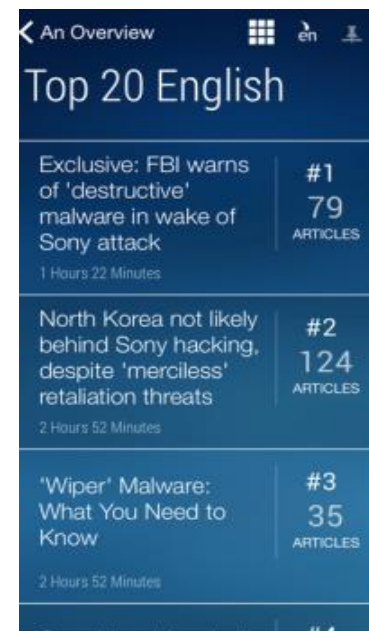 An Overview
en
Top 20 English
Exclusive: FBI warns
of 'destructive'
malware in wake of
Sony attack
1 Hours 22 Minutes
#1
79
ARTICLES
North Korea not likely
behind Sony hacking,
despite 'merciless'
retaliation threats
2 Hours 52 Minutes
#2
124
ARTICLES
'Wiper' Malware:
What You Need to
Know
2 Hours 52 Minutes
#3
35
ARTICLES